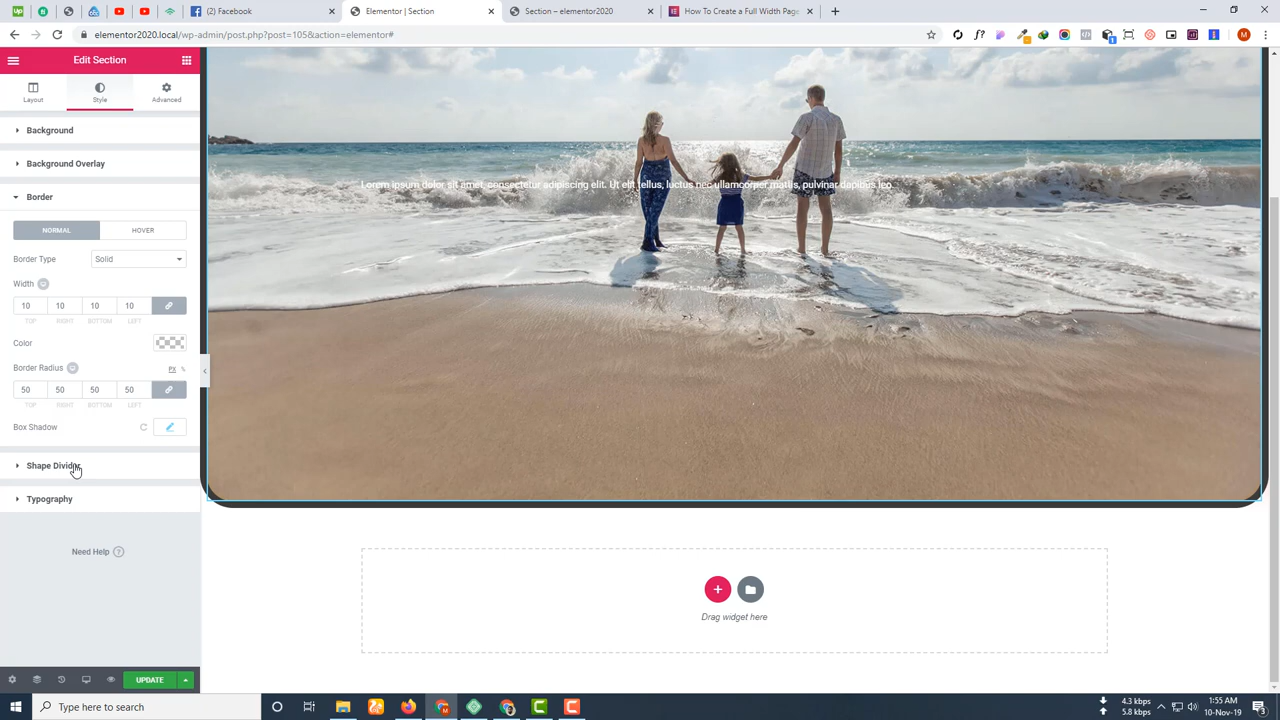 (2) Facebook
Elementor | Section
Section – elementor2020
How To Create a Full Width Page
elementor2020.local/wp-admin/post.php?post=105&action=elementor#
Edit Section
Layout
Style
Advanced
Background
Background Overlay
Border
NORMAL
HOVER
Border Type
Solid
Width
10 10 10 10
TOP RIGHT BOTTOM LEFT
Color
Border Radius
PX %
50 50 50 50
TOP RIGHT BOTTOM LEFT
Box Shadow
Shape Divider
Typography
Need Help ?
UPDATE
Lorem ipsum dolor sit amet, consectetur adipiscing elit. Ut elit tellus, luctus nec ullamcorper mattis, pulvinar dapibus leo.
Drag widget here
Type here to search
4.3 kbps
5.8 kbps
1:55 AM
10-Nov-19
3